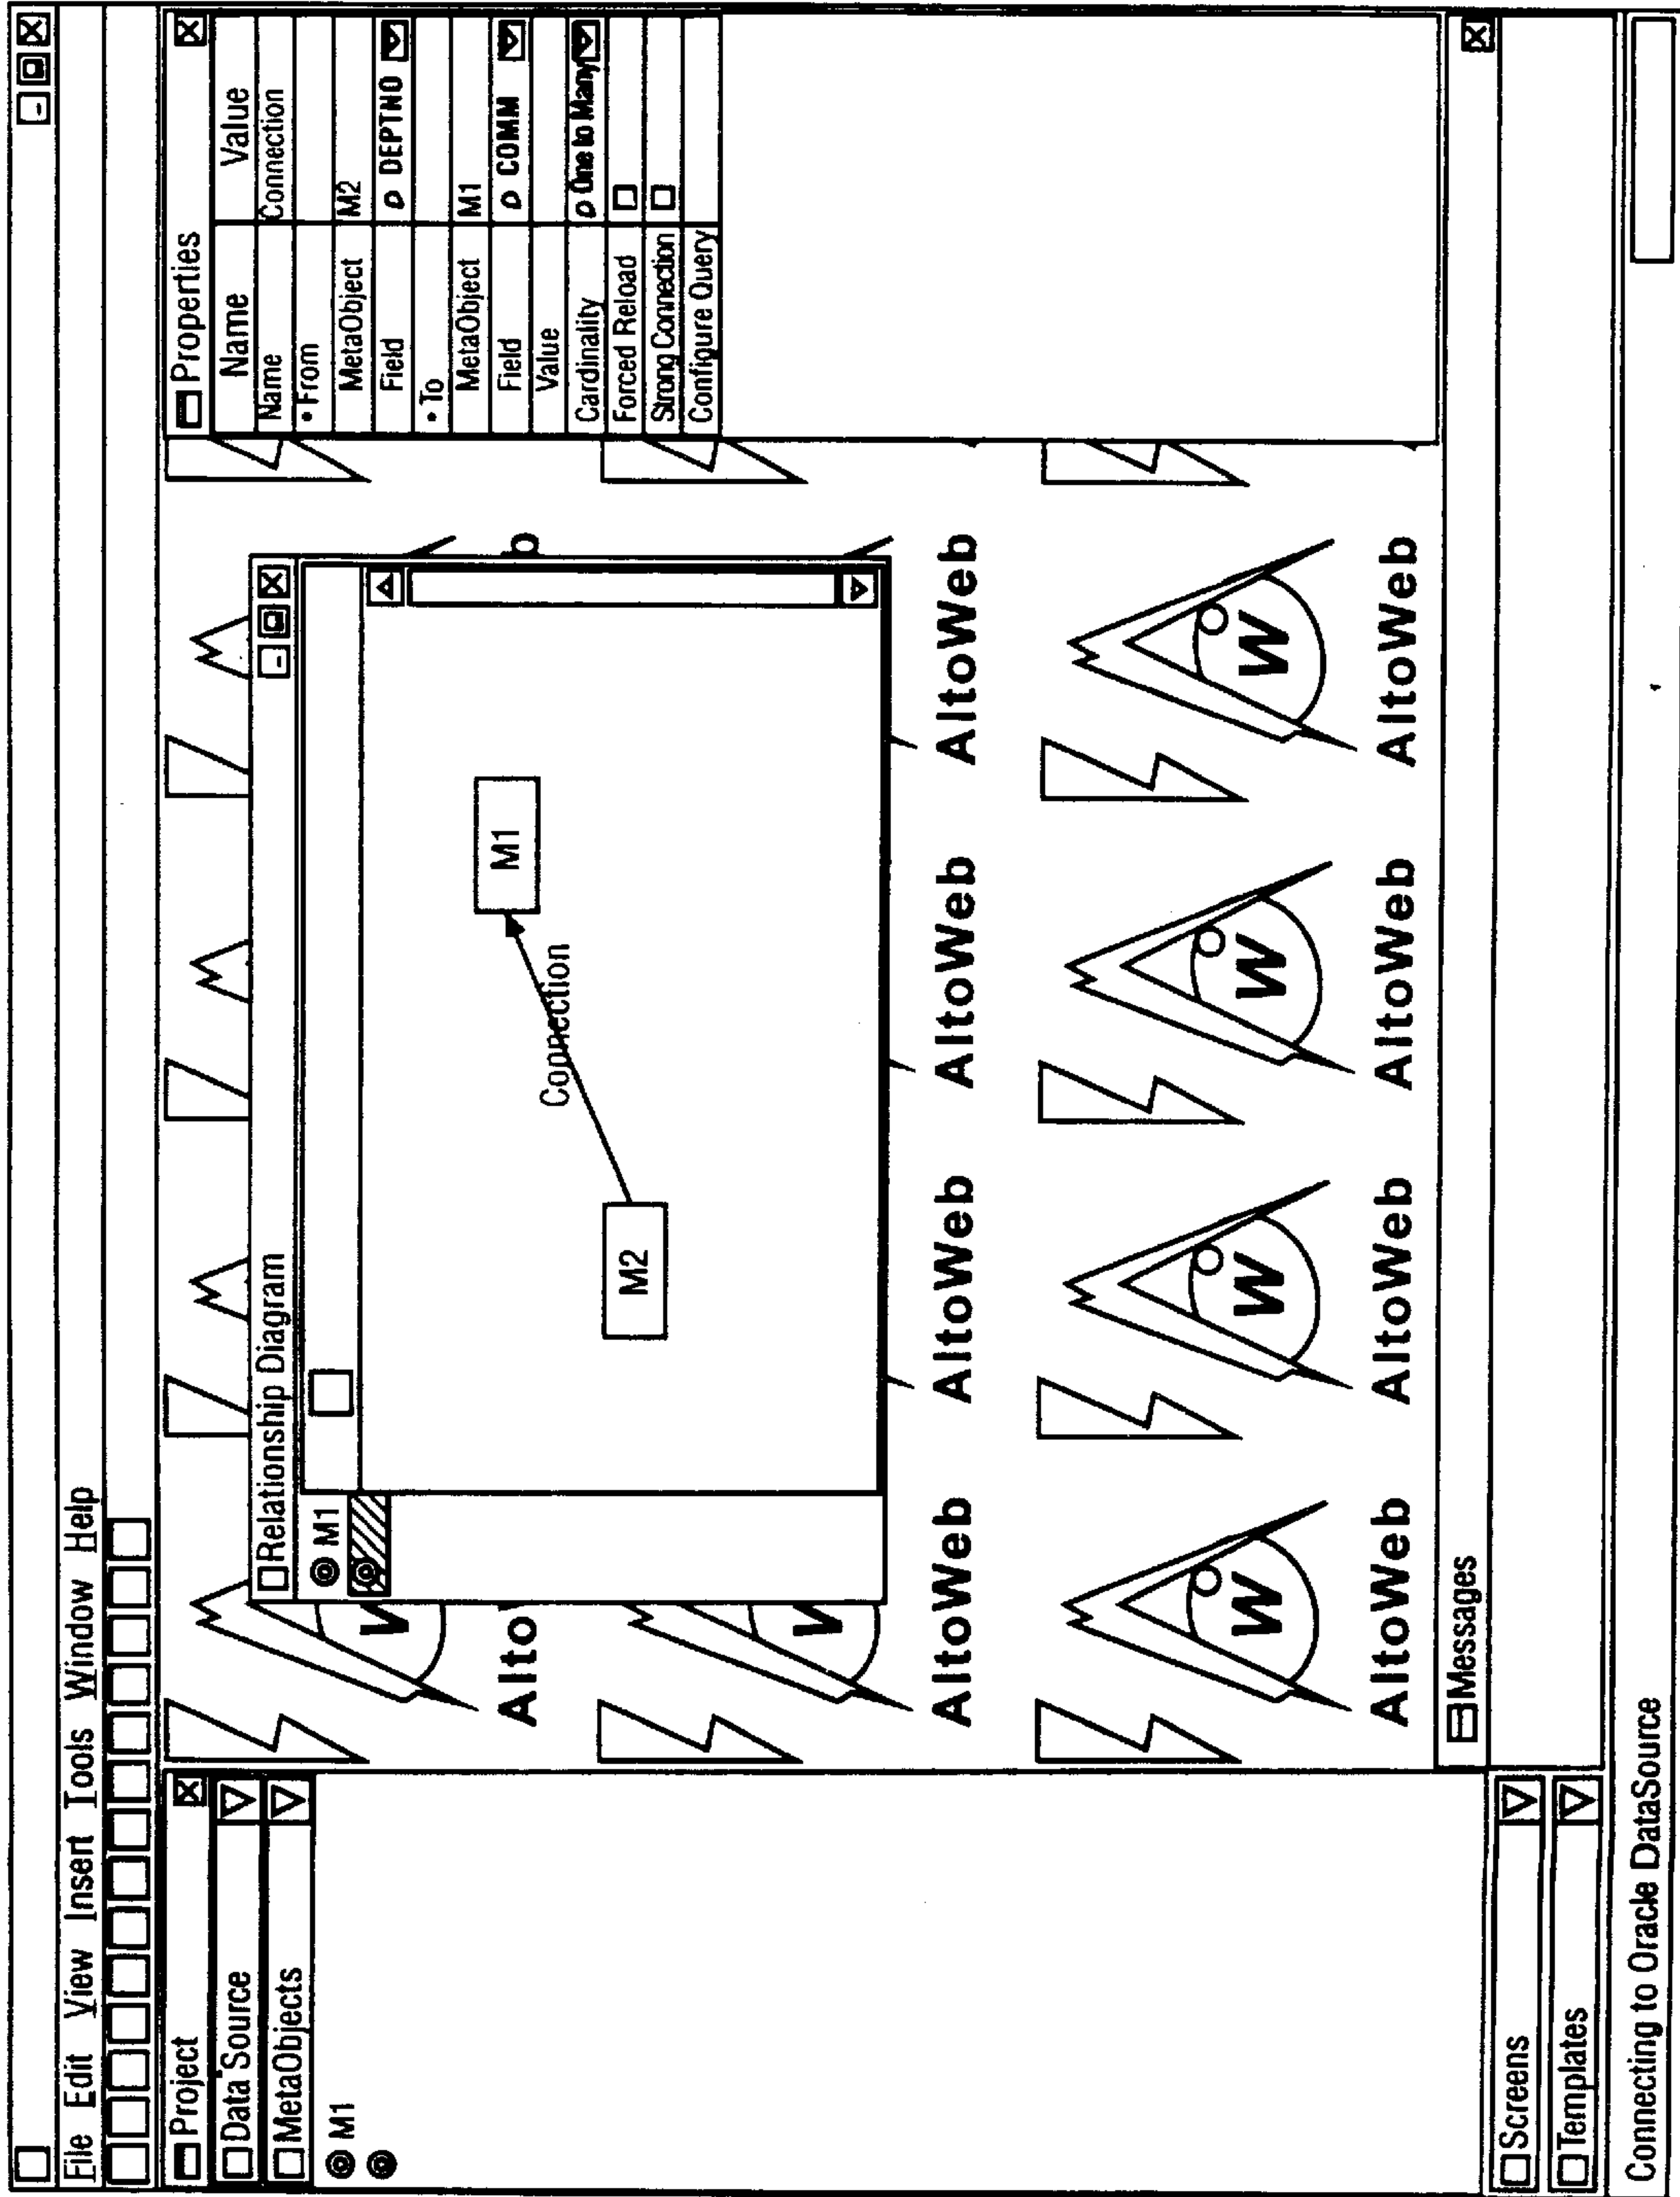 File Edit View Insert Tools Window Help
Project
Data Source
MetaObjects
M1
Screens
Templates
Relationship Diagram
M1
M2
Connection
M1
W
Alto
b
W
AltoWeb
AltoWeb
AltoWeb
AltoWeb
W
W
W
W
AltoWeb
AltoWeb
AltoWeb
AltoWeb
Properties
Name Value
Name Connection
• From
MetaObject M2
Field DEPTNO
• To
MetaObject M1
Field COMM
Value
Cardinality One to Many
Forced Reload
Strong Connection
Configure Query
Messages
Connecting to Oracle DataSource